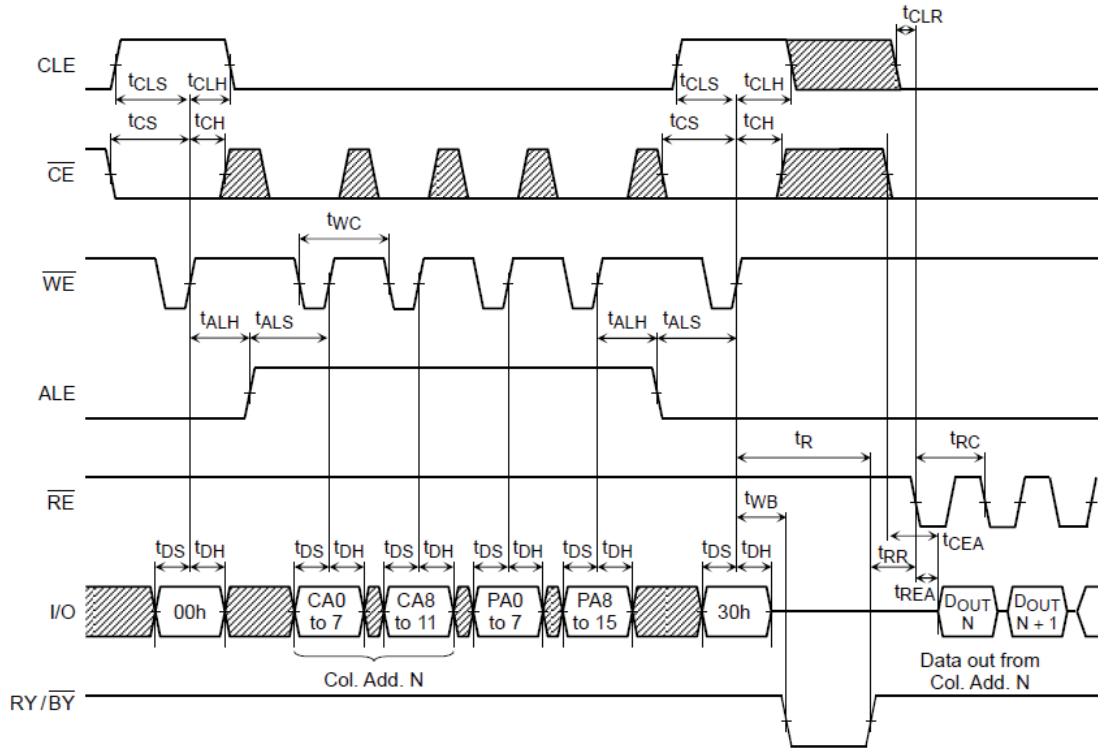 tCLR
CLE
tCLS tCLH tCLS tCLH
tCS tCH tCS tCH
CE
tWC
WE
tALH tALS tALH tALS
ALE
tR tRC
RE
tWB
tCEA
tDS tDH tDS tDH tDS tDH tDS tDH tDS tDH tDS tDH tRR
tREA
I/O 00h CA0 to 7 CA8 to 11 PA0 to 7 PA8 to 15 30h DOUT N DOUT N + 1
Col. Add. N
Data out from
Col. Add. N
RY/BY